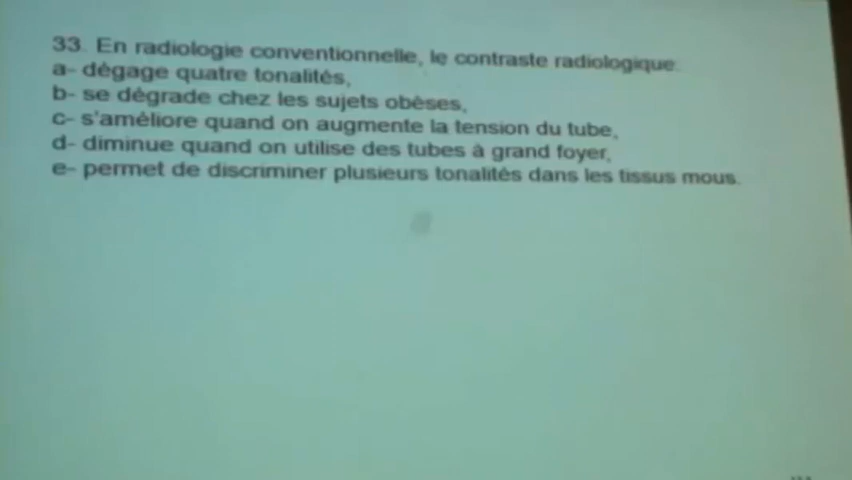 33. En radiologie conventionnelle, le contraste radiologique:
a- dégage quatre tonalités,
b- se dégrade chez les sujets obèses,
c- s'améliore quand on augmente la tension du tube,
d- diminue quand on utilise des tubes à grand foyer,
e- permet de discriminer plusieurs tonalités dans les tissus mous.